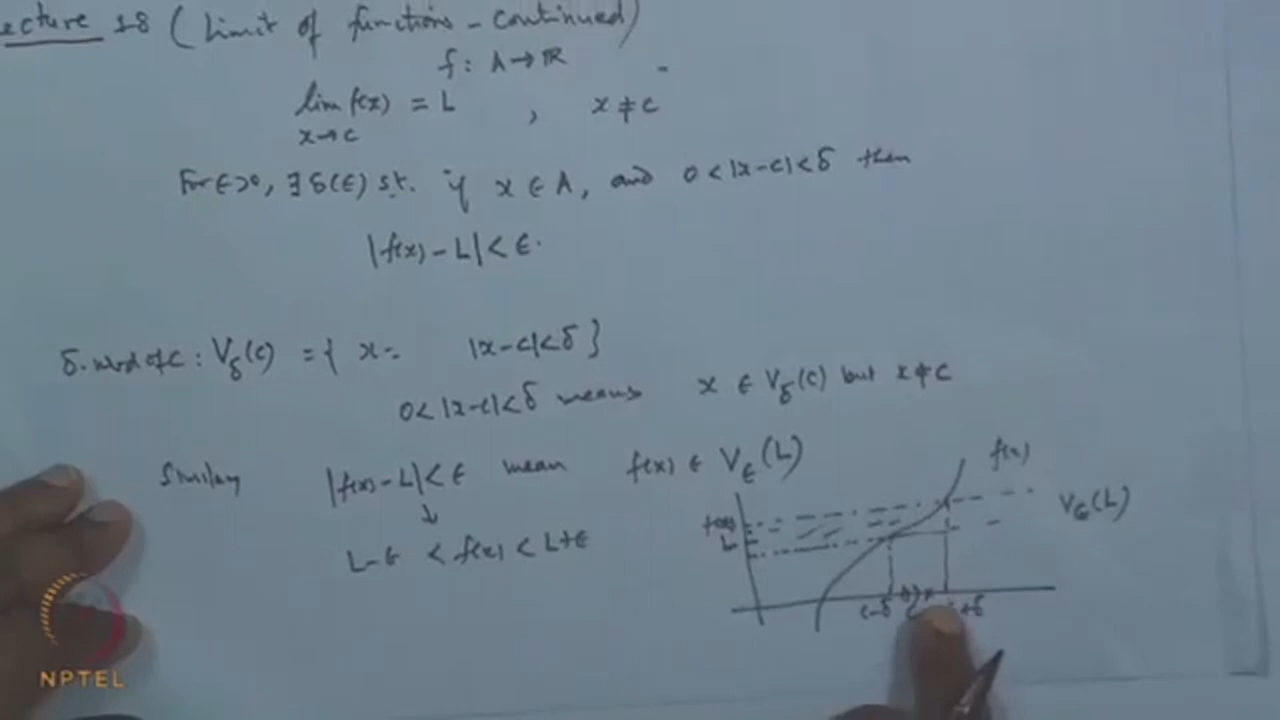 ecture 18 (Limit of functions - continued)
f : A → ℝ
lim f(x) = L , x ≠ c
x→c
For ε>0, ∃ δ(ε) s.t. if x ∈ A, and 0 < |x-c| < δ then
|f(x) - L| < ε.
δ-nbd of c : V_δ(c) = { x : |x-c| < δ }
0 < |x-c| < δ means x ∈ V_δ(c) but x ≠ c
|f(x) - L| < ε mean f(x) ∈ V_ε(L)
↓
L-ε < f(x) < L+ε
f(x)
V_ε(L)
f(x)
L
c-δ c +δ
NPTEL